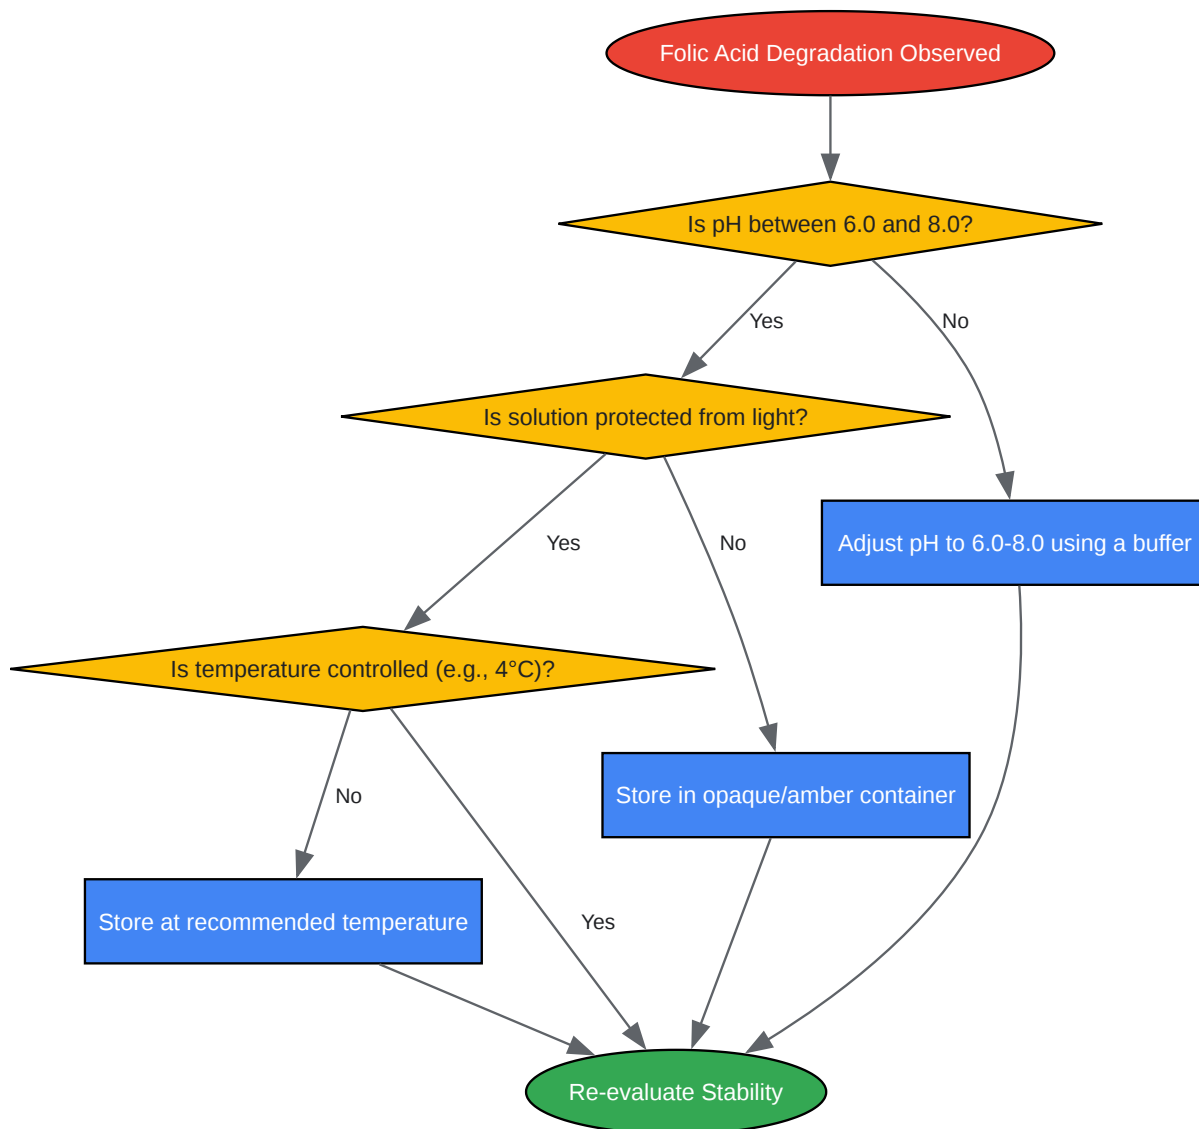 Folic Acid Degradation Observed
Is pH between 6.0 and 8.0?
Yes
No
Is solution protected from light?
Yes
No
Adjust pH to 6.0-8.0 using a buffer
Is temperature controlled (e.g., 4°C)?
No
Store in opaque/amber container
Store at recommended temperature
Yes
Re-evaluate Stability